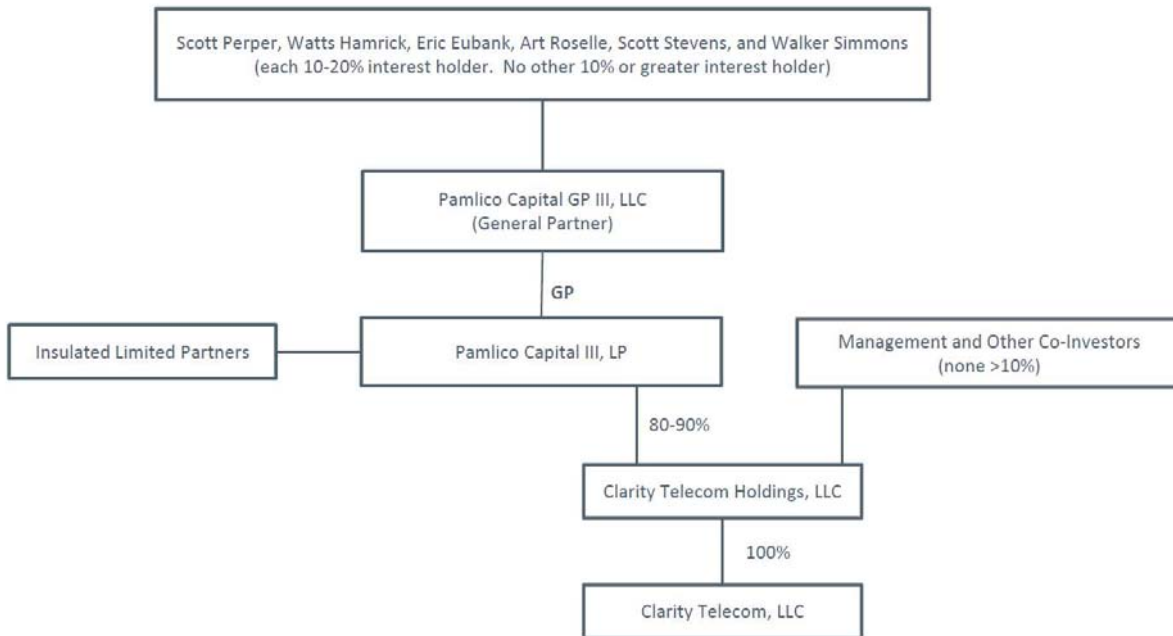 Scott Perper, Watts Hamrick, Eric Eubank, Art Roselle, Scott Stevens, and Walker Simmons
(each 10-20% interest holder.  No other 10% or greater interest holder)
Pamlico Capital GP III, LLC
(General Partner)
GP
Insulated Limited Partners
Pamlico Capital III, LP
Management and Other Co-Investors
(none >10%)
80-90%
Clarity Telecom Holdings, LLC
100%
Clarity Telecom, LLC